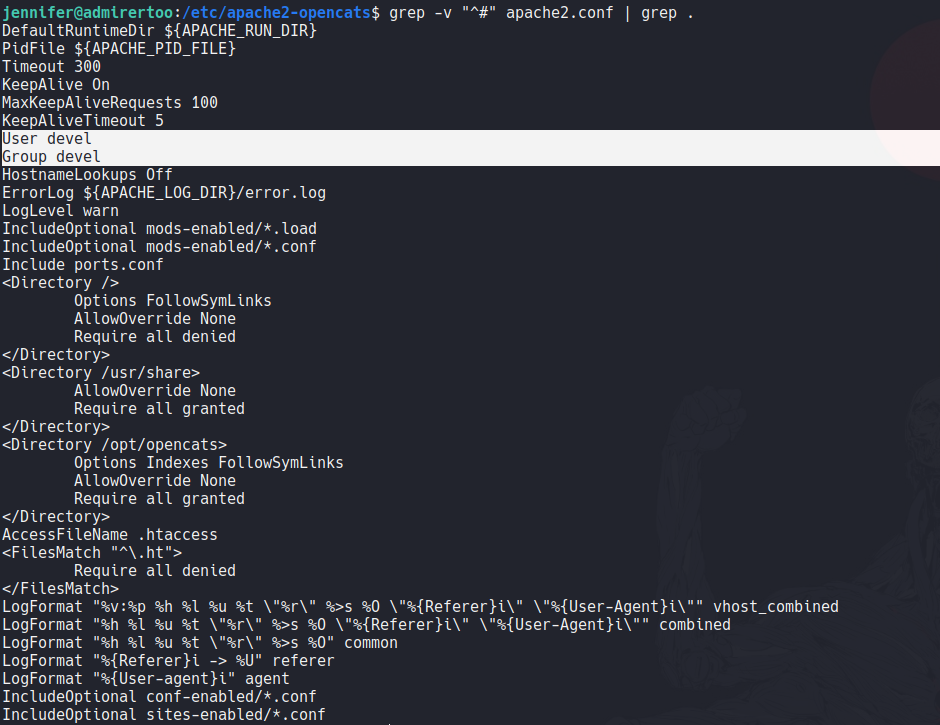 jennifer@admirertoo:/etc/apache2-opencats$ grep -v "^#" apache2.conf | grep .
DefaultRuntimeDir ${APACHE_RUN_DIR}
PidFile ${APACHE_PID_FILE}
Timeout 300
KeepAlive On
MaxKeepAliveRequests 100
KeepAliveTimeout 5
User devel
Group devel
HostnameLookups Off
ErrorLog ${APACHE_LOG_DIR}/error.log
LogLevel warn
IncludeOptional mods-enabled/*.load
IncludeOptional mods-enabled/*.conf
Include ports.conf
<Directory />
        Options FollowSymLinks
        AllowOverride None
        Require all denied
</Directory>
<Directory /usr/share>
        AllowOverride None
        Require all granted
</Directory>
<Directory /opt/opencats>
        Options Indexes FollowSymLinks
        AllowOverride None
        Require all granted
</Directory>
AccessFileName .htaccess
<FilesMatch "^\.ht">
        Require all denied
</FilesMatch>
LogFormat "%v:%p %h %l %u %t \"%r\" %>s %O \"%{Referer}i\" \"%{User-Agent}i\"" vhost_combined
LogFormat "%h %l %u %t \"%r\" %>s %O \"%{Referer}i\" \"%{User-Agent}i\"" combined
LogFormat "%h %l %u %t \"%r\" %>s %O" common
LogFormat "%{Referer}i -> %U" referer
LogFormat "%{User-agent}i" agent
IncludeOptional conf-enabled/*.conf
IncludeOptional sites-enabled/*.conf